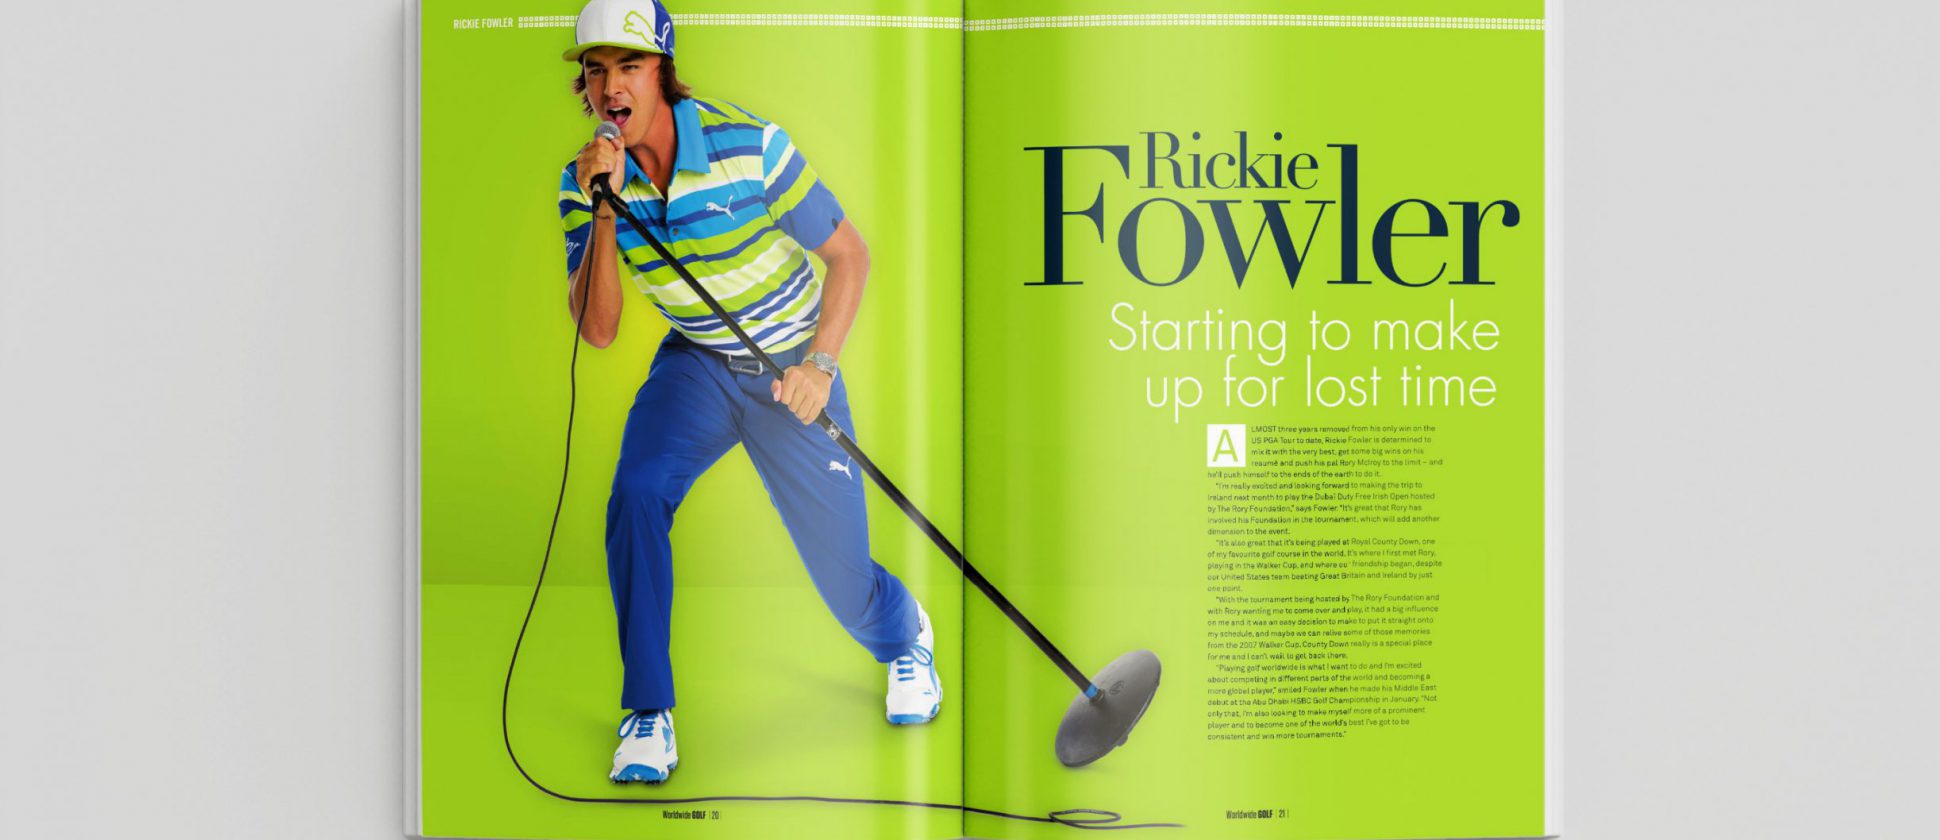 RICKIE FOWLER
Rickie
Fowler
Starting to make
up for lost time
ALMOST three years removed from his only win on the
US PGA Tour to date, Rickie Fowler is determined to
mix it with the very best, get some big wins on his
resumé and push his pal Rory McIroy to the limit – and
he'll push himself to the ends of the earth to do it.
"I'm really excited and looking forward to making the trip to
Ireland next month to play the Dubai Duty Free Irish Open hosted
by The Rory Foundation," says Fowler. "It's great that Rory has
involved his Foundation in the tournament, which will add another
dimension to the event.
"It's also great that it's being played at Royal County Down, one
of my favourite golf course in the world. It's where I first met Rory,
playing in the Walker Cup, and where our friendship began, despite
our United States team beating Great Britain and Ireland by just
one point.
"With the tournament being hosted by The Rory Foundation and
with Rory wanting me to come over and play, it had a big influence
on me and it was an easy decision to make to put it straight onto
my schedule, and maybe we can relive some of those memories
from the 2007 Walker Cup. County Down really is a special place
for me and I can't wait to get back there.
"Playing golf worldwide is what I want to do and I'm excited
about competing in different parts of the world and becoming a
more global player," smiled Fowler when he made his Middle East
debut at the Abu Dhabi HSBC Golf Championship in January. "Not
only that, I'm also looking to make myself more of a prominent
player and to become one of the world's best I've got to be
consistent and win more tournaments."
Worldwide GOLF | 20 |
Worldwide GOLF | 21 |